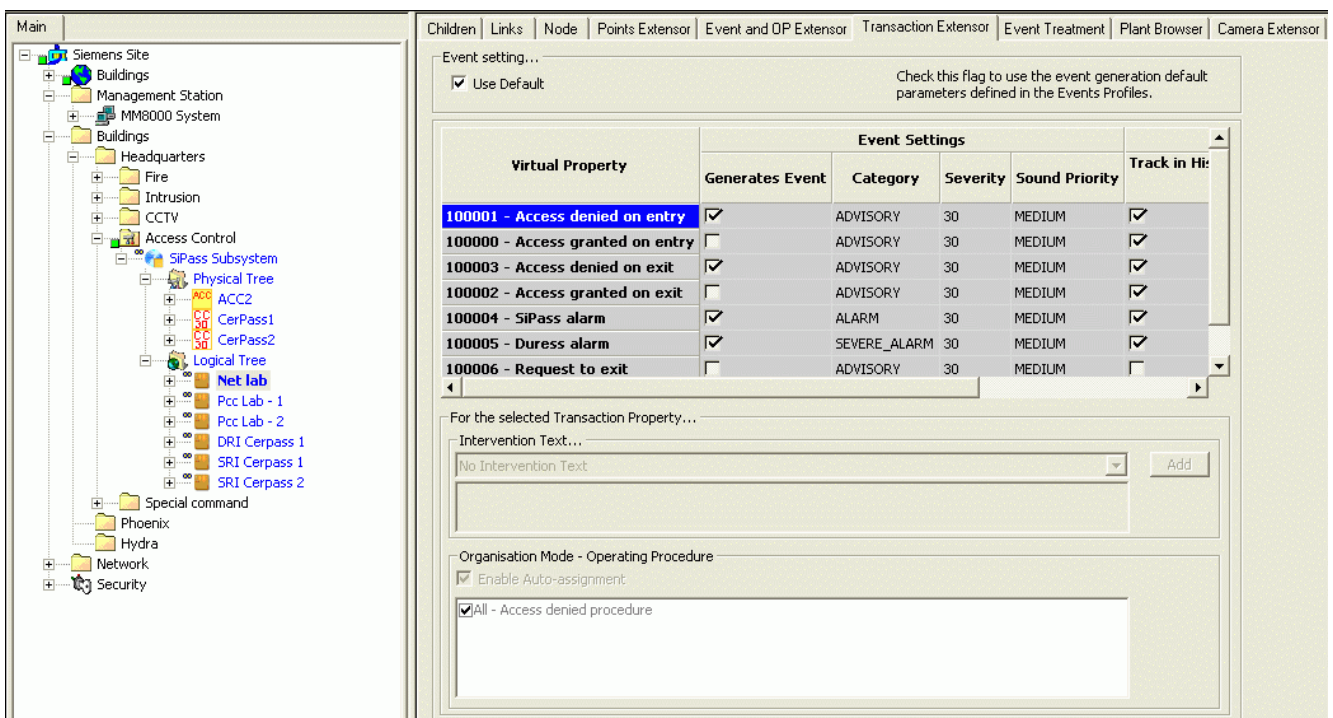 Main
Siemens Site
Buildings
Management Station
MM8000 System
Buildings
Headquarters
Fire
Intrusion
CCTV
Access Control
SiPass Subsystem
Physical Tree
ACC
ACC2
CC
30
CerPass1
CC
30
CerPass2
Logical Tree
Net lab
Pcc Lab - 1
Pcc Lab - 2
DRI Cerpass 1
SRI Cerpass 1
SRI Cerpass 2
Special command
Phoenix
Hydra
Network
Security
Children Links Node Points Extensor Event and OP Extensor Transaction Extensor Event Treatment Plant Browser Camera Extensor
Event setting...
Use Default
Check this flag to use the event generation default
parameters defined in the Events Profiles.
Event Settings
Virtual Property Generates Event Category Severity Sound Priority Track in His
100001 - Access denied on entry ADVISORY 30 MEDIUM
100000 - Access granted on entry ADVISORY 30 MEDIUM
100003 - Access denied on exit ADVISORY 30 MEDIUM
100002 - Access granted on exit ADVISORY 30 MEDIUM
100004 - SiPass alarm ALARM 30 MEDIUM
100005 - Duress alarm SEVERE_ALARM 30 MEDIUM
100006 - Request to exit ADVISORY 30 MEDIUM
For the selected Transaction Property...
Intervention Text...
No Intervention Text Add
Organisation Mode - Operating Procedure
Enable Auto-assignment
All - Access denied procedure